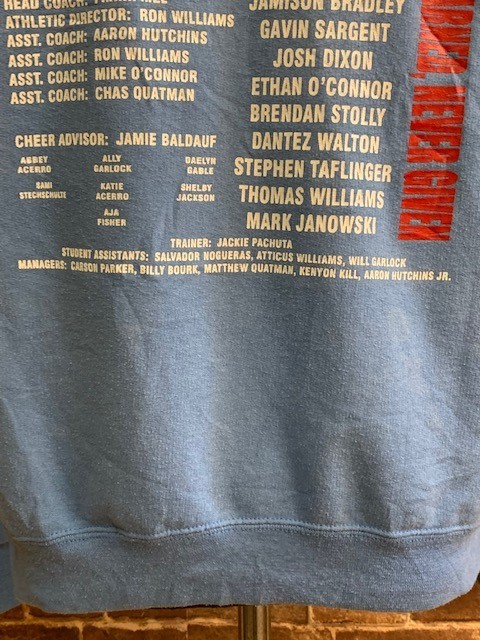 HEAD COACH:
ATHLETIC DIRECTOR: RON WILLIAMS
ASST. COACH: AARON HUTCHINS
ASST. COACH: RON WILLIAMS
ASST. COACH: MIKE O'CONNOR
ASST. COACH: CHAS QUATMAN
CHEER ADVISOR: JAMIE BALDAUF
ABBEY ACERRO
ALLY GARLOCK
DAELYN GABLE
SAMI STECHSCHULTE
KATIE ACERRO
SHELBY JACKSON
AJA FISHER
JAMISON BRADLEY
GAVIN SARGENT
JOSH DIXON
ETHAN O'CONNOR
BRENDAN STOLLY
DANTEZ WALTON
STEPHEN TAFLINGER
THOMAS WILLIAMS
MARK JANOWSKI
TRAINER: JACKIE PACHUTA
STUDENT ASSISTANTS: SALVADOR NOGUERAS, ATTICUS WILLIAMS, WILL GARLOCK
MANAGERS: CARSON PARKER, BILLY BOURK, MATTHEW QUATMAN, KENYON KILL, AARON HUTCHINS JR.
NEVER GIVEN